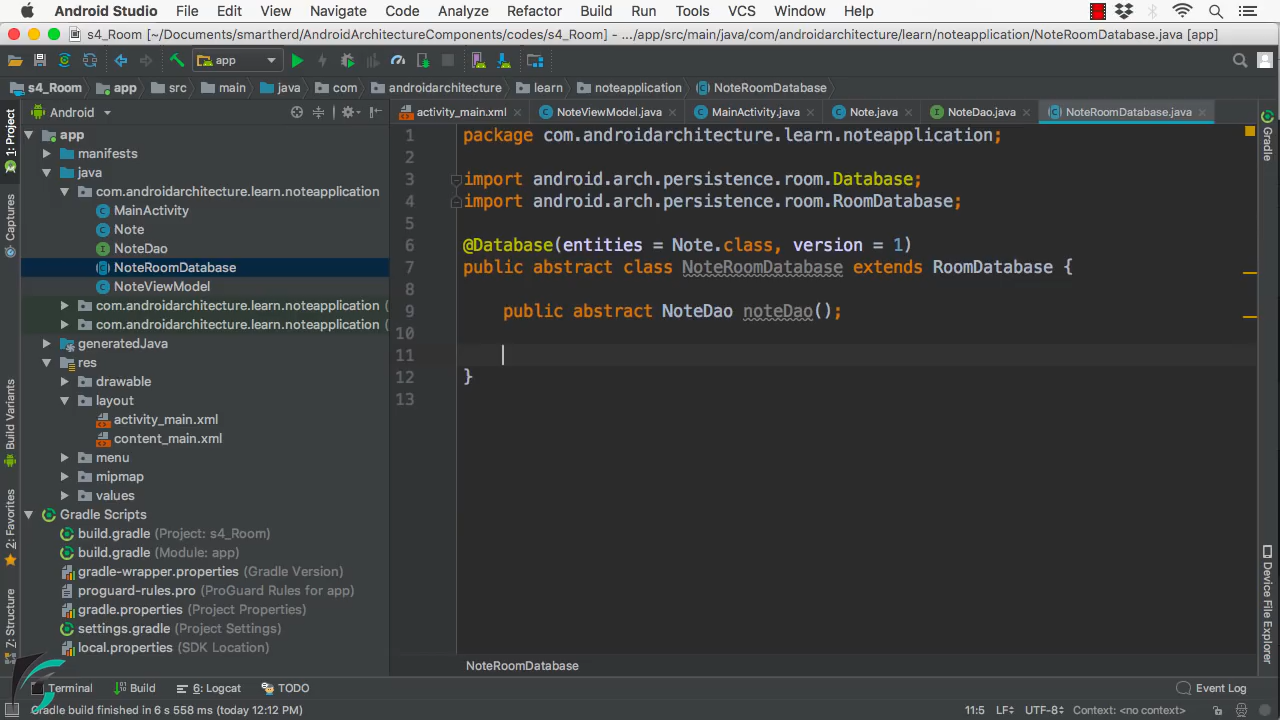 Android Studio File Edit View Navigate Code Analyze Refactor Build Run Tools VCS Window Help
s4_Room [~/Documents/smartherd/AndroidArchitectureComponents/codes/s4_Room] - .../app/src/main/java/com/androidarchitecture/learn/noteapplication/NoteRoomDatabase.java [app]
app
s4_Room app src main java com androidarchitecture learn noteapplication NoteRoomDatabase
Android
activity_main.xml NoteViewModel.java MainActivity.java Note.java NoteDao.java NoteRoomDatabase.java
1: Project
Captures
Build Variants
2: Favorites
Z: Structure
app
manifests
java
com.androidarchitecture.learn.noteapplication
MainActivity
Note
NoteDao
NoteRoomDatabase
NoteViewModel
com.androidarchitecture.learn.noteapplication (
com.androidarchitecture.learn.noteapplication (
generatedJava
res
drawable
layout
activity_main.xml
content_main.xml
menu
mipmap
values
Gradle Scripts
build.gradle (Project: s4_Room)
build.gradle (Module: app)
gradle-wrapper.properties (Gradle Version)
proguard-rules.pro (ProGuard Rules for app)
gradle.properties (Project Properties)
settings.gradle (Project Settings)
local.properties (SDK Location)
1 package com.androidarchitecture.learn.noteapplication;
2
3 import android.arch.persistence.room.Database;
4 import android.arch.persistence.room.RoomDatabase;
5
6 @Database(entities = Note.class, version = 1)
7 public abstract class NoteRoomDatabase extends RoomDatabase {
8
9 public abstract NoteDao noteDao();
10
11
12 }
13
NoteRoomDatabase
Gradle
Device File Explorer
Terminal Build 6: Logcat TODO Event Log
Gradle build finished in 6 s 558 ms (today 12:12 PM) 11:5 LF÷ UTF-8÷ Context: <no context>